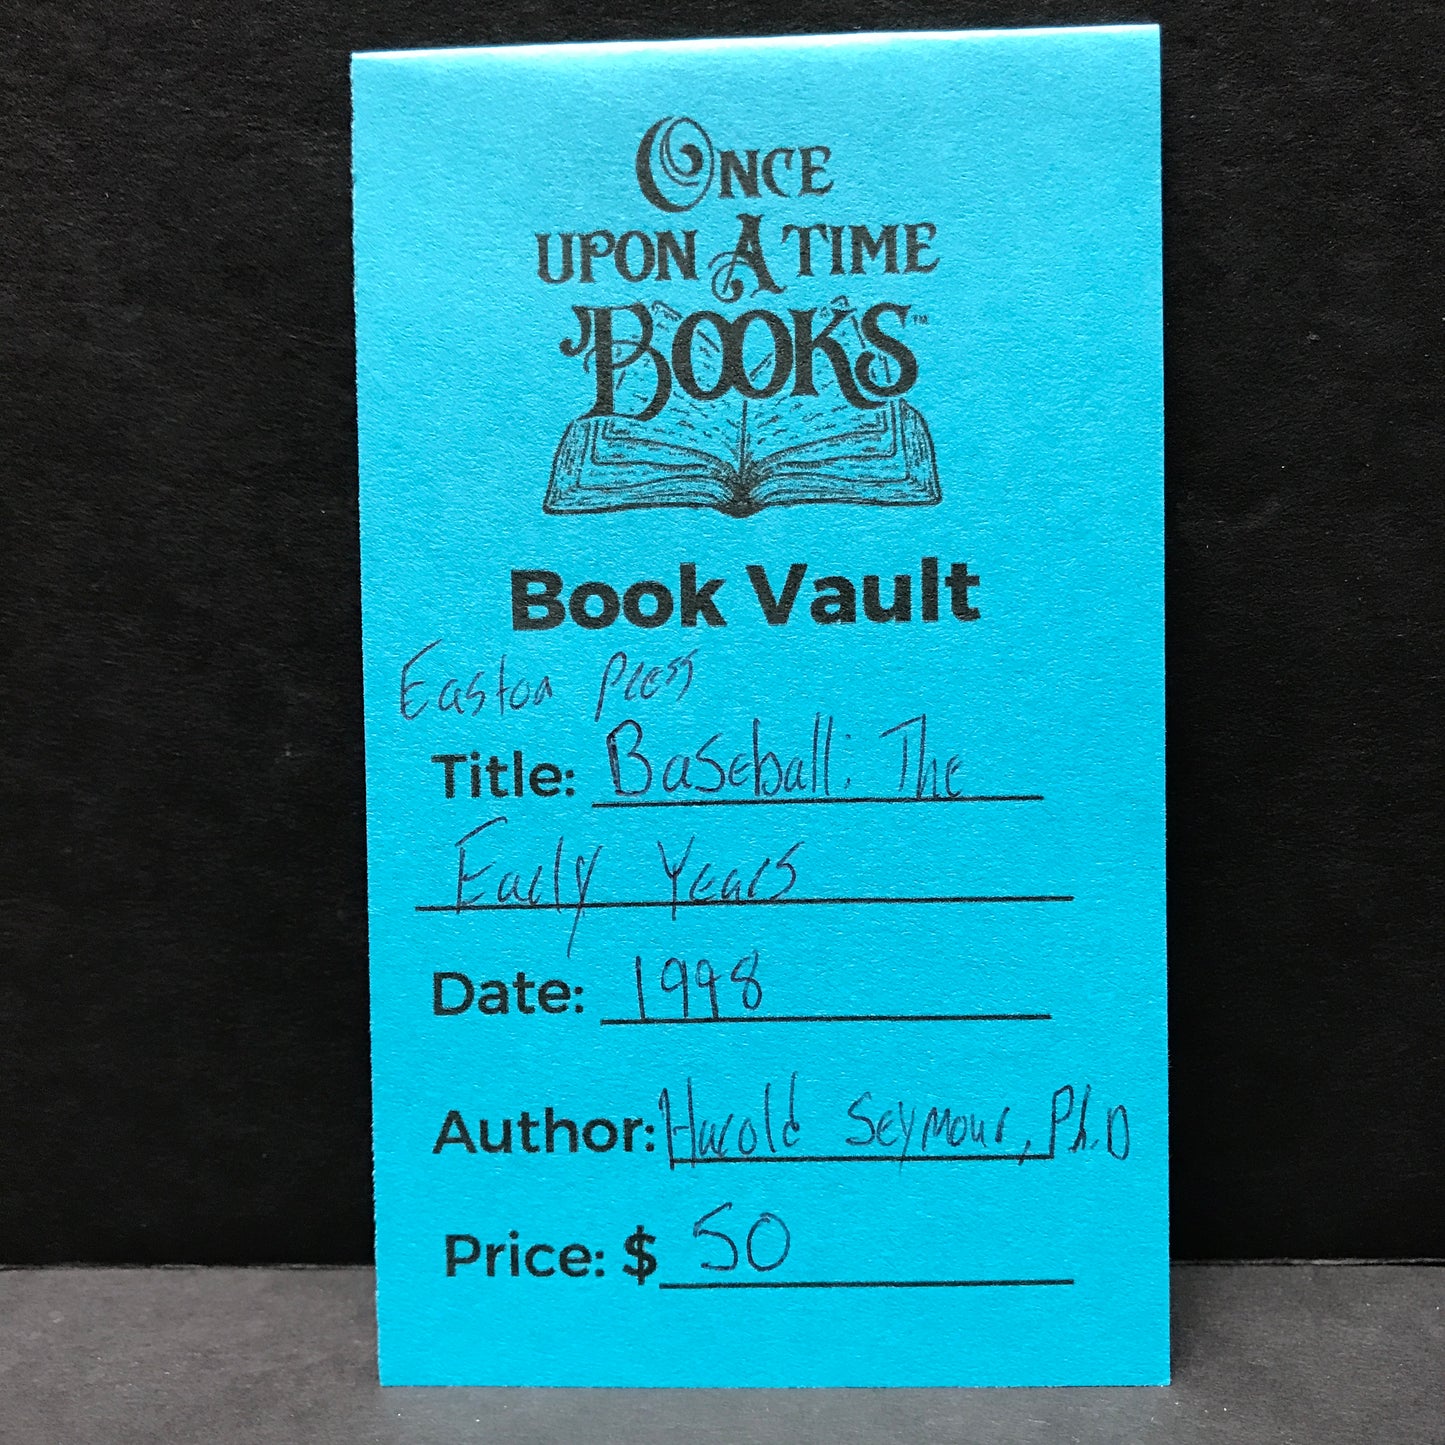 ONCE
UPON A TIME
BOOKS™
Book Vault
Easton Press
Title: Baseball: The
Early Years
Date: 1998
Author: Harold Seymour, Ph.D
Price: $ 50